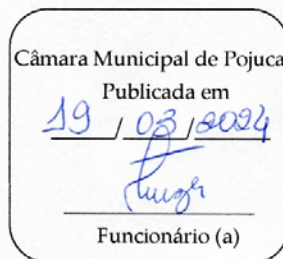 Câmara Municipal de Pojuca
Publicada em
19 / 03 / 2024
Funcionário (a)